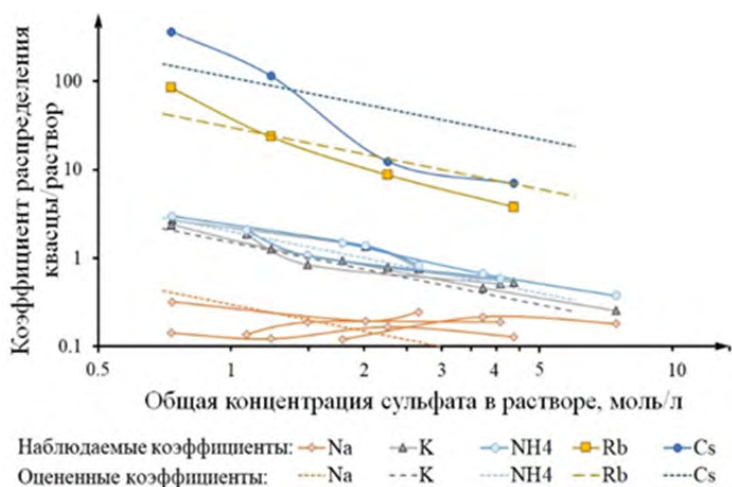 Коэффициент распределения
квасцы/раствор
100
10
1
0.1
0.5
1
2
3
4
5
10
Общая концентрация сульфата в растворе, моль/л
Наблюдаемые коэффициенты: Na K NH4 Rb Cs
Оцененные коэффициенты: Na K NH4 Rb Cs